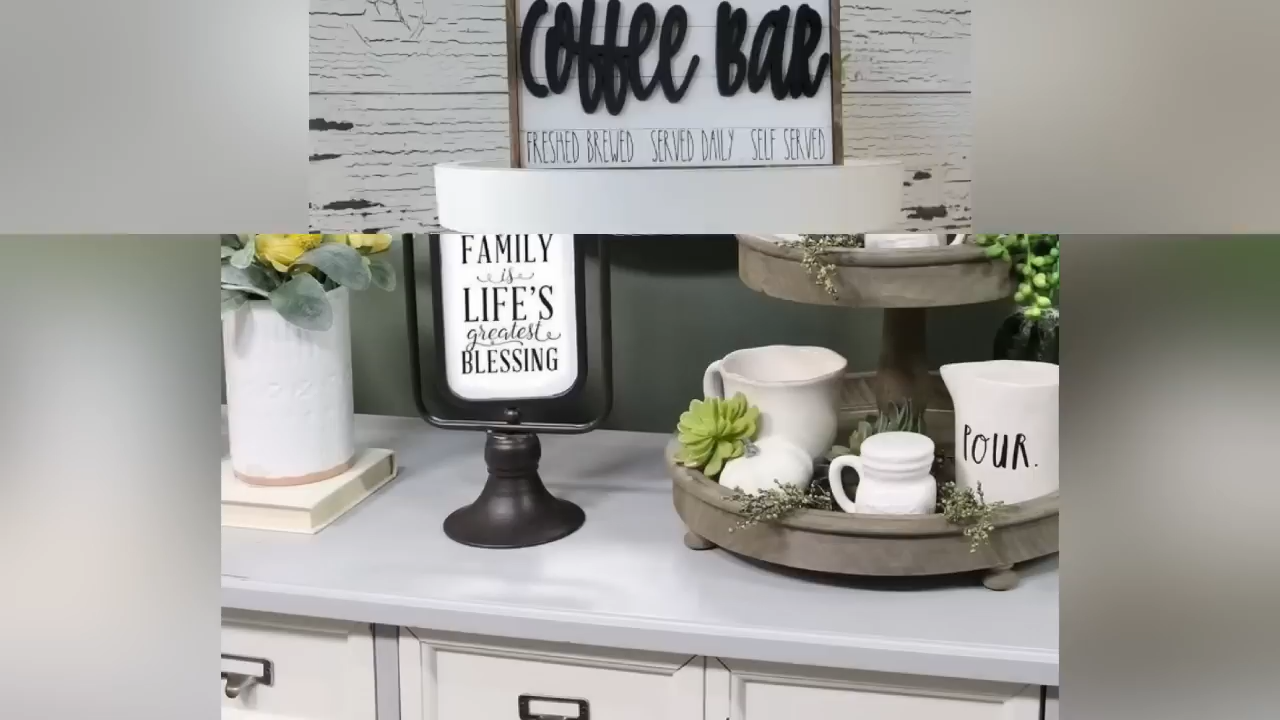 Coffee BAR
FRESHED BREWED SERVED DAILY SELF SERVED
FAMILY
is
LIFE'S
greatest
BLESSING
POUR.